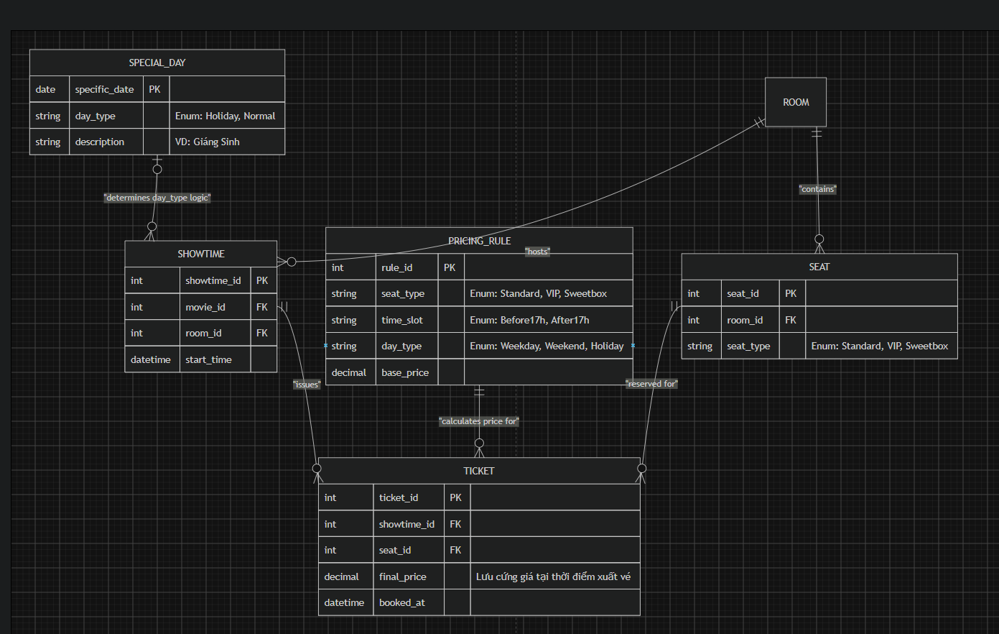 SPECIAL_DAY
date specific_date PK
string day_type Enum: Holiday, Normal
string description VD: Giáng Sinh
"determines day_type logic"
ROOM
"contains"
"hosts"
SHOWTIME
int showtime_id PK
int movie_id FK
int room_id FK
datetime start_time
PRICING_RULE
int rule_id PK
string seat_type Enum: Standard, VIP, Sweetbox
string time_slot Enum: Before17h, After17h
string day_type Enum: Weekday, Weekend, Holiday
decimal base_price
SEAT
int seat_id PK
int room_id FK
string seat_type Enum: Standard, VIP, Sweetbox
"issues"
"calculates price for"
"reserved for"
TICKET
int ticket_id PK
int showtime_id FK
int seat_id FK
decimal final_price Lưu cứng giá tại thời điểm xuất vé
datetime booked_at